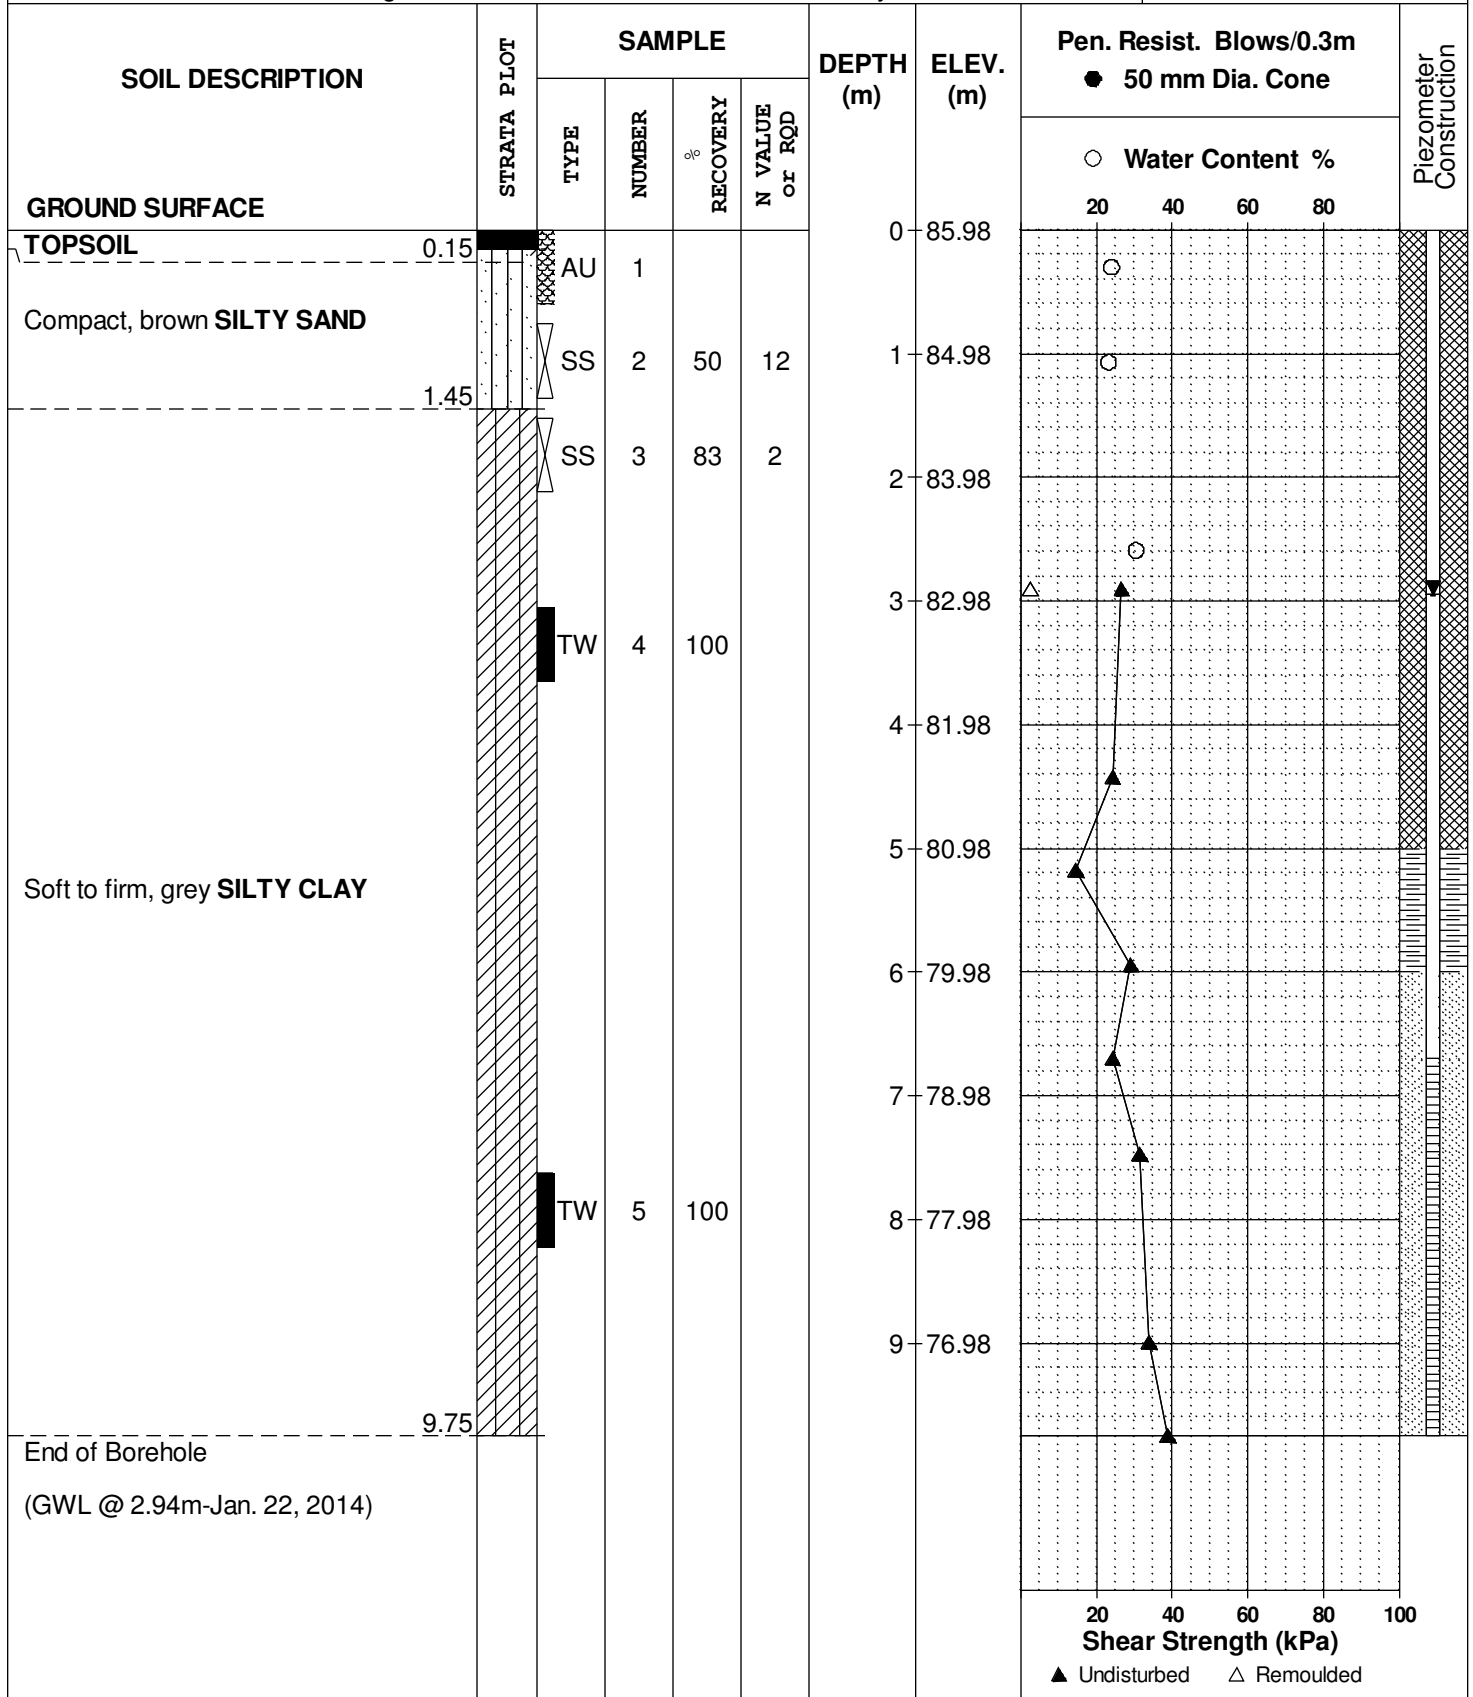 SOIL DESCRIPTION
GROUND SURFACE
STRATA PLOT
SAMPLE
TYPE
NUMBER
% RECOVERY
N VALUE or RQD
DEPTH (m)
ELEV. (m)
Pen. Resist. Blows/0.3m
● 50 mm Dia. Cone
○ Water Content %
20 40 60 80
Piezometer Construction
TOPSOIL 0.15
0 85.98
AU 1
Compact, brown SILTY SAND
SS 2 50 12
1 84.98
1.45
SS 3 83 2
2 83.98
3 82.98
TW 4 100
4 81.98
5 80.98
Soft to firm, grey SILTY CLAY
6 79.98
7 78.98
TW 5 100
8 77.98
9 76.98
9.75
End of Borehole
(GWL @ 2.94m-Jan. 22, 2014)
20 40 60 80 100
Shear Strength (kPa)
▲ Undisturbed △ Remoulded